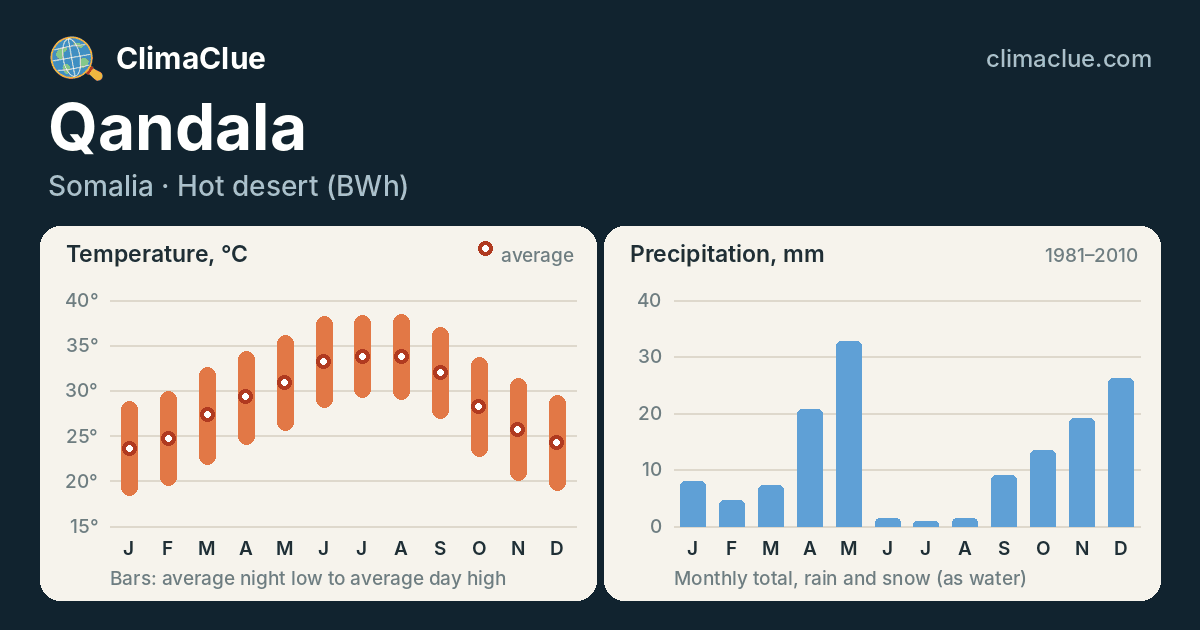 ClimaClue
climaclue.com
Qandala
Somalia · Hot desert (BWh)
Temperature, °C
average
40°
35°
30°
25°
20°
15°
J F M A M J J A S O N D
Bars: average night low to average day high
Precipitation, mm
1981–2010
40
30
20
10
0
J F M A M J J A S O N D
Monthly total, rain and snow (as water)